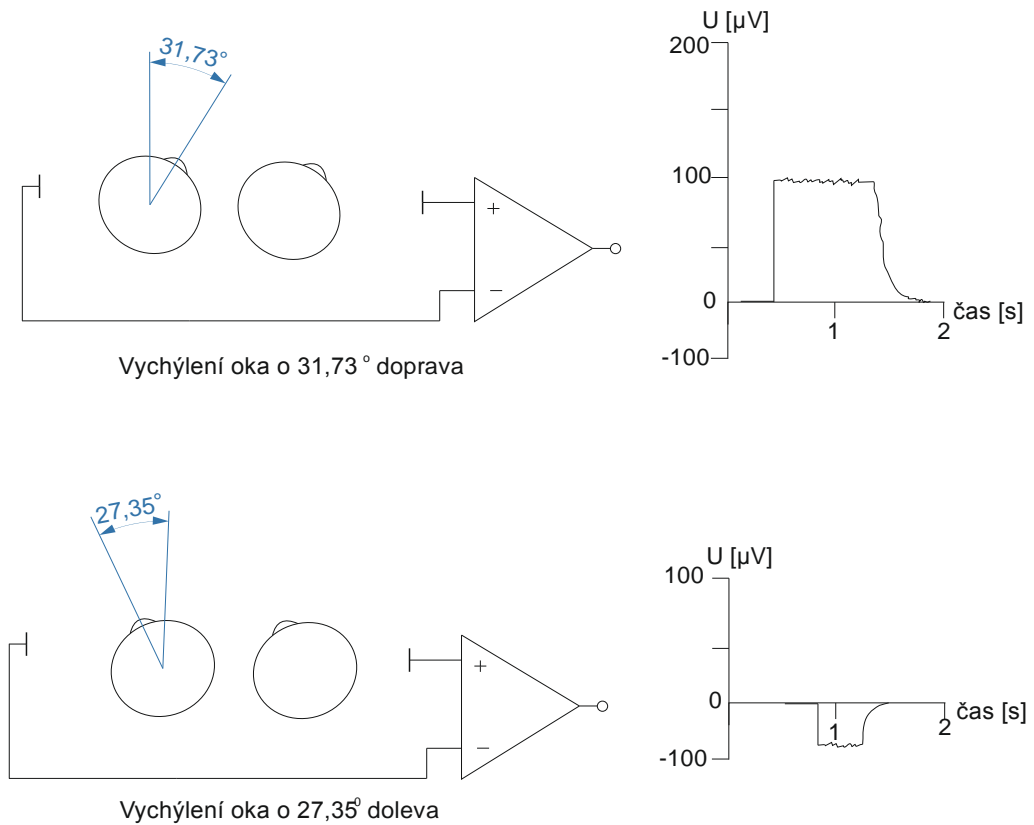 U [µV]
200
31,73°
100
+
−
0
čas [s]
1
2
-100
Vychýlení oka o 31,73 ° doprava
27,35°
U [µV]
100
+
−
0
čas [s]
1
2
-100
Vychýlení oka o 27,35⁰ doleva